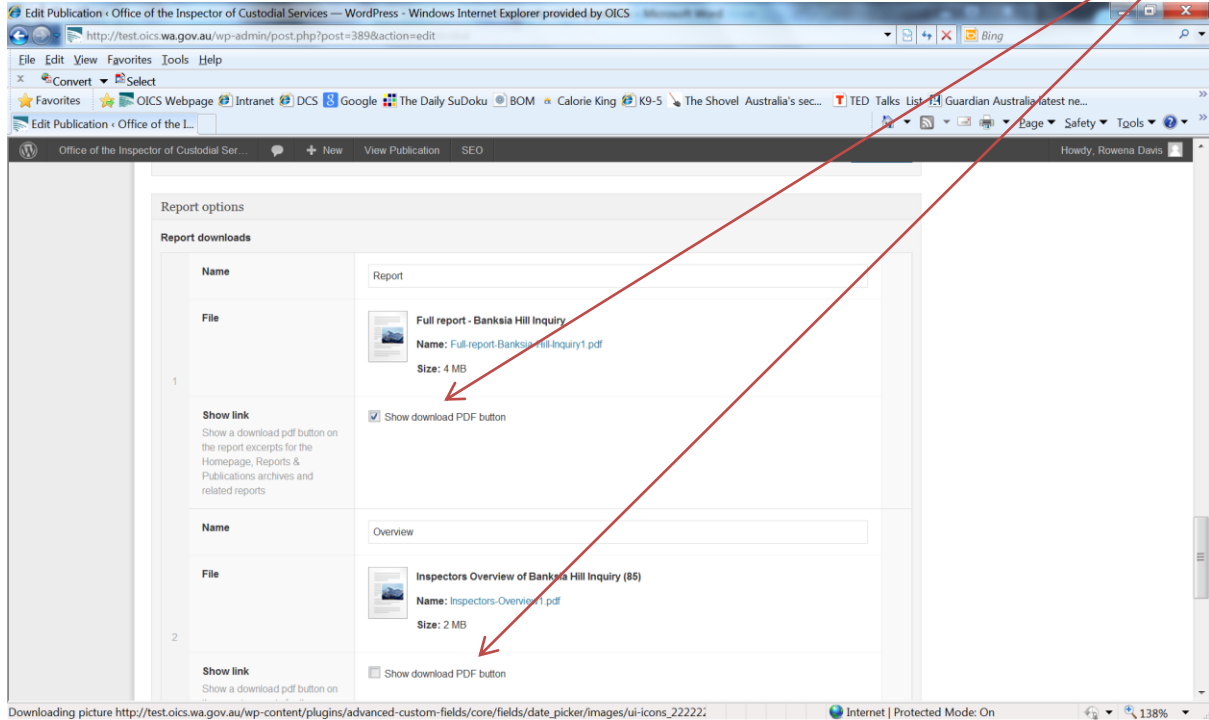 Edit Publication ‹ Office of the Inspector of Custodial Services — WordPress - Windows Internet Explorer provided by OICS
http://test.oics.wa.gov.au/wp-admin/post.php?post=389&action=edit
Bing
File Edit View Favorites Tools Help
x Convert Select
Favorites OICS Webpage Intranet DCS Google The Daily SuDoku BOM Calorie King K9-5 The Shovel Australia's sec... TED Talks List Guardian Australia latest ne...
Edit Publication ‹ Office of the I...
Page Safety Tools
Office of the Inspector of Custodial Ser... + New View Publication SEO Howdy, Rowena Davis
Report options
Report downloads
Name
Report
File
Full report - Banksia Hill Inquiry
Name: Full-report-Banksia-Hill-Inquiry1.pdf
Size: 4 MB
1
Show link
Show a download pdf button on
the report excerpts for the
Homepage, Reports &
Publications archives and
related reports
Show download PDF button
Name
Overview
File
Inspectors Overview of Banksia Hill Inquiry (85)
Name: Inspectors-Overview1.pdf
Size: 2 MB
2
Show link
Show a download pdf button on
Show download PDF button
Downloading picture http://test.oics.wa.gov.au/wp-content/plugins/advanced-custom-fields/core/fields/date_picker/images/ui-icons_22222
Internet | Protected Mode: On
138%